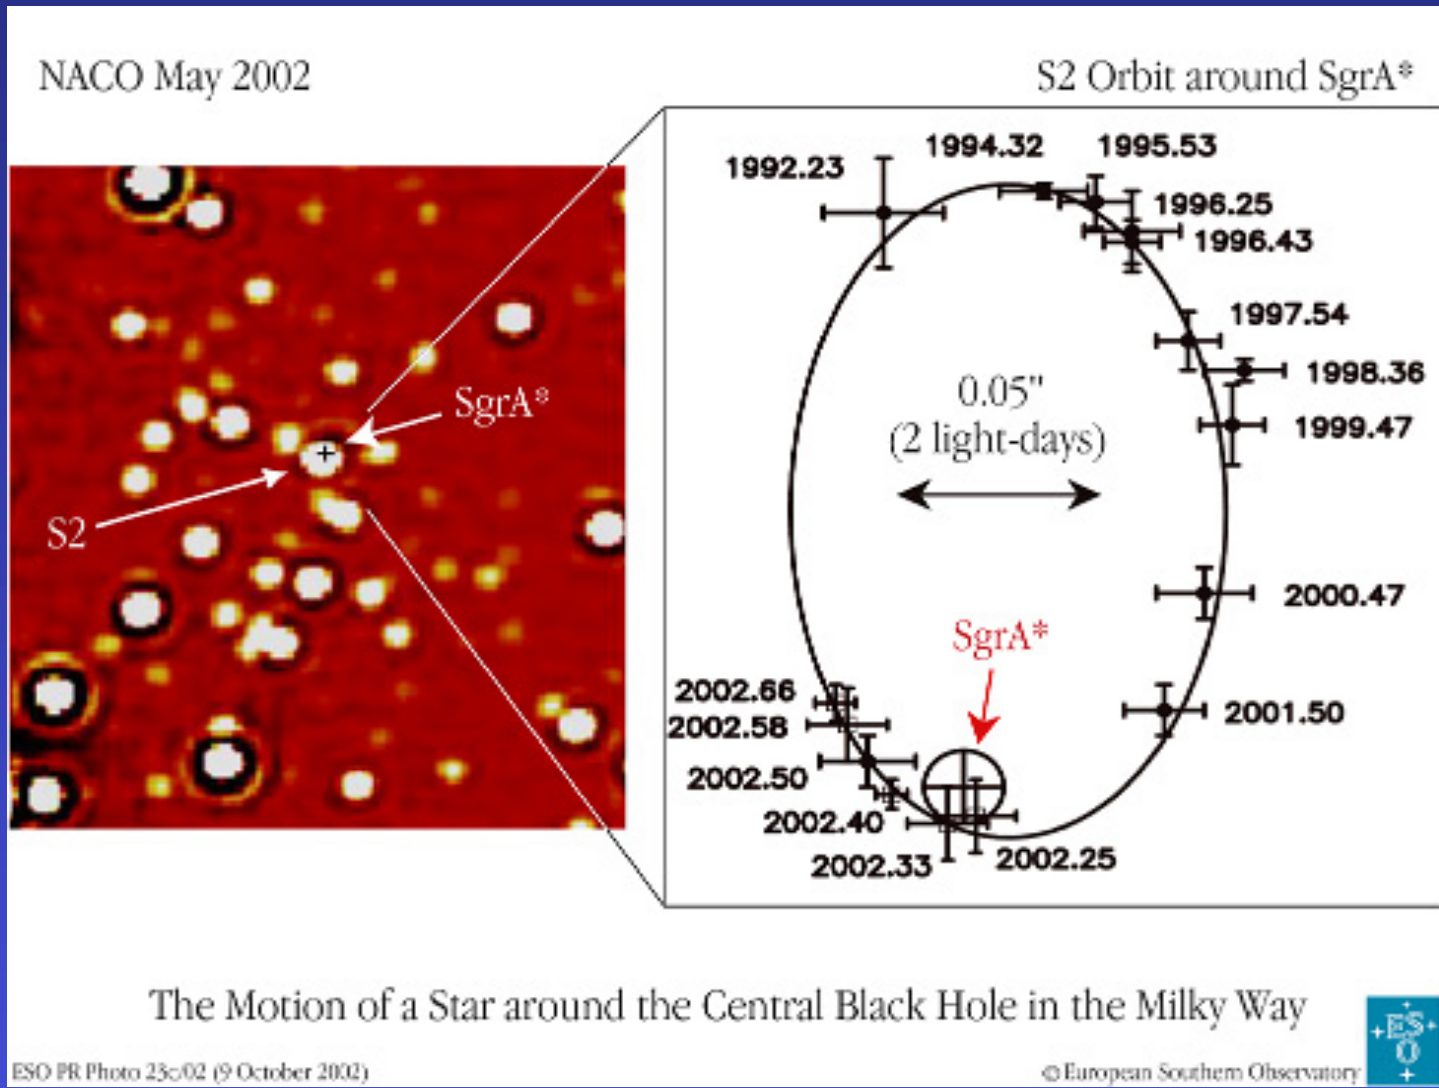 NACO May 2002
S2 Orbit around SgrA*
1992.23
1994.32
1995.53
1996.25
1996.43
1997.54
1998.36
1999.47
0.05"
(2 light-days)
SgrA*
S2
2000.47
SgrA*
2001.50
2002.66
2002.58
2002.50
2002.40
2002.33
2002.25
The Motion of a Star around the Central Black Hole in the Milky Way
ESO PR Photo 23c/02 (9 October 2002)
© European Southern Observatory
ESO